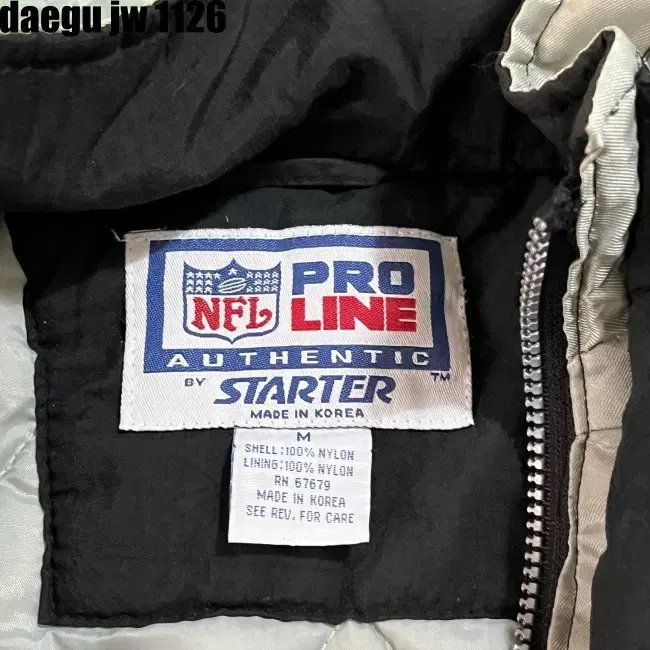 daegu jw 1126
NFL
PRO
LINE
AUTHENTIC
BY STARTER TM
MADE IN KOREA
M
SHELL:100% NYLON
LINING:100% NYLON
RN 67679
MADE IN KOREA
SEE REV. FOR CARE